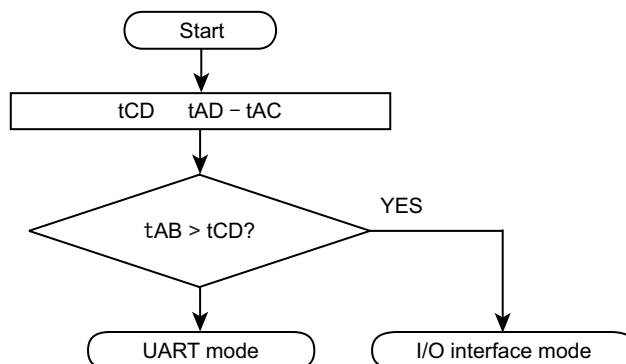 Start
tCD tAD − tAC
tAB > tCD?
YES
UART mode
I/O interface mode